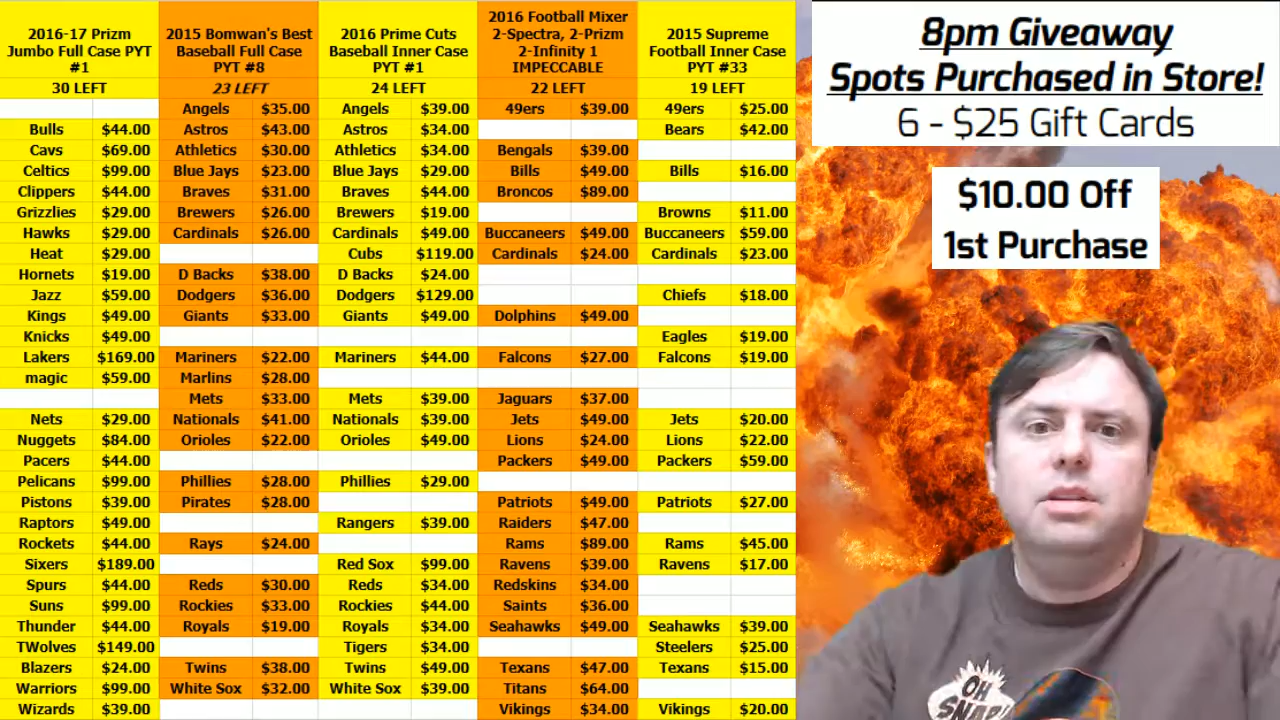 2016-17 Prizm
Jumbo Full Case PYT
#1
30 LEFT
Bulls $44.00
Cavs $69.00
Celtics $99.00
Clippers $44.00
Grizzlies $29.00
Hawks $29.00
Heat $29.00
Hornets $19.00
Jazz $59.00
Kings $49.00
Knicks $49.00
Lakers $169.00
magic $59.00
Nets $29.00
Nuggets $84.00
Pacers $44.00
Pelicans $99.00
Pistons $39.00
Raptors $49.00
Rockets $44.00
Sixers $189.00
Spurs $44.00
Suns $99.00
Thunder $44.00
TWolves $149.00
Blazers $24.00
Warriors $99.00
Wizards $39.00
2015 Bomwan's Best
Baseball Full Case
PYT #8
23 LEFT
Angels $35.00
Astros $43.00
Athletics $30.00
Blue Jays $23.00
Braves $31.00
Brewers $26.00
Cardinals $26.00
D Backs $38.00
Dodgers $36.00
Giants $33.00
Mariners $22.00
Marlins $28.00
Mets $33.00
Nationals $41.00
Orioles $22.00
Phillies $28.00
Pirates $28.00
Rays $24.00
Reds $30.00
Rockies $33.00
Royals $19.00
Twins $38.00
White Sox $32.00
2016 Prime Cuts
Baseball Inner Case
PYT #1
24 LEFT
Angels $39.00
Astros $34.00
Athletics $34.00
Blue Jays $29.00
Braves $44.00
Brewers $19.00
Cardinals $49.00
Cubs $119.00
D Backs $24.00
Dodgers $129.00
Giants $49.00
Mariners $44.00
Mets $39.00
Nationals $39.00
Orioles $49.00
Phillies $29.00
Rangers $39.00
Red Sox $99.00
Reds $34.00
Rockies $44.00
Royals $34.00
Tigers $34.00
Twins $49.00
White Sox $39.00
2016 Football Mixer
2-Spectra, 2-Prizm
2-Infinity 1
IMPECCABLE
22 LEFT
49ers $39.00
Bengals $39.00
Bills $49.00
Broncos $89.00
Buccaneers $49.00
Cardinals $24.00
Dolphins $49.00
Falcons $27.00
Jaguars $37.00
Jets $49.00
Lions $24.00
Packers $49.00
Patriots $49.00
Raiders $47.00
Rams $89.00
Ravens $39.00
Redskins $34.00
Saints $36.00
Seahawks $49.00
Texans $47.00
Titans $64.00
Vikings $34.00
2015 Supreme
Football Inner Case
PYT #33
19 LEFT
49ers $25.00
Bears $42.00
Bills $16.00
Browns $11.00
Buccaneers $59.00
Cardinals $23.00
Chiefs $18.00
Eagles $19.00
Falcons $19.00
Jets $20.00
Lions $22.00
Packers $59.00
Patriots $27.00
Rams $45.00
Ravens $17.00
Seahawks $39.00
Steelers $25.00
Texans $15.00
Vikings $20.00
8pm Giveaway
Spots Purchased in Store!
6 - $25 Gift Cards
$10.00 Off
1st Purchase
OH
SNAP!